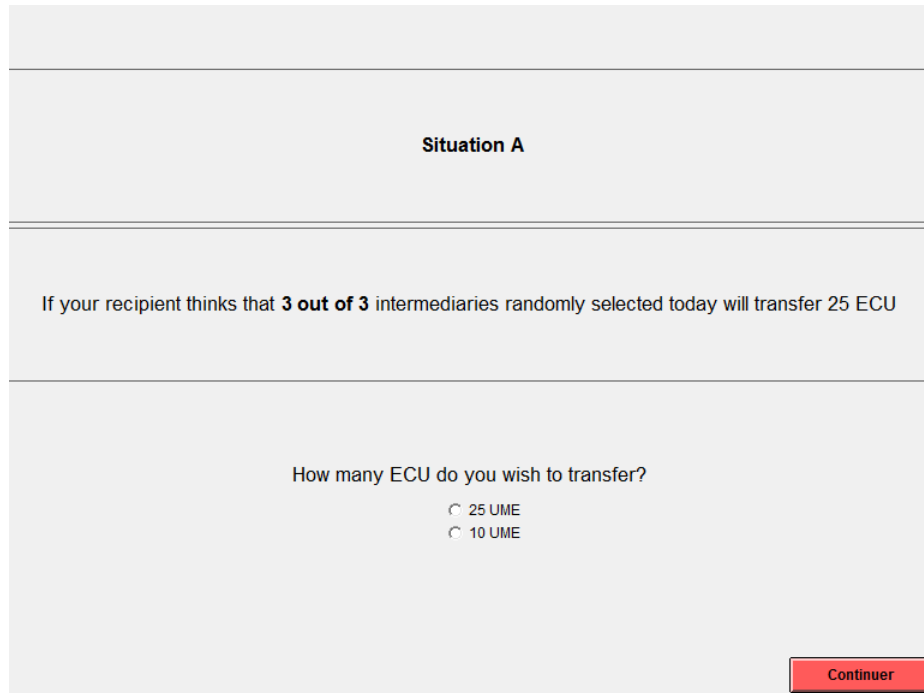 Situation A
If your recipient thinks that 3 out of 3 intermediaries randomly selected today will transfer 25 ECU
How many ECU do you wish to transfer?
25 UME
10 UME
Continuer